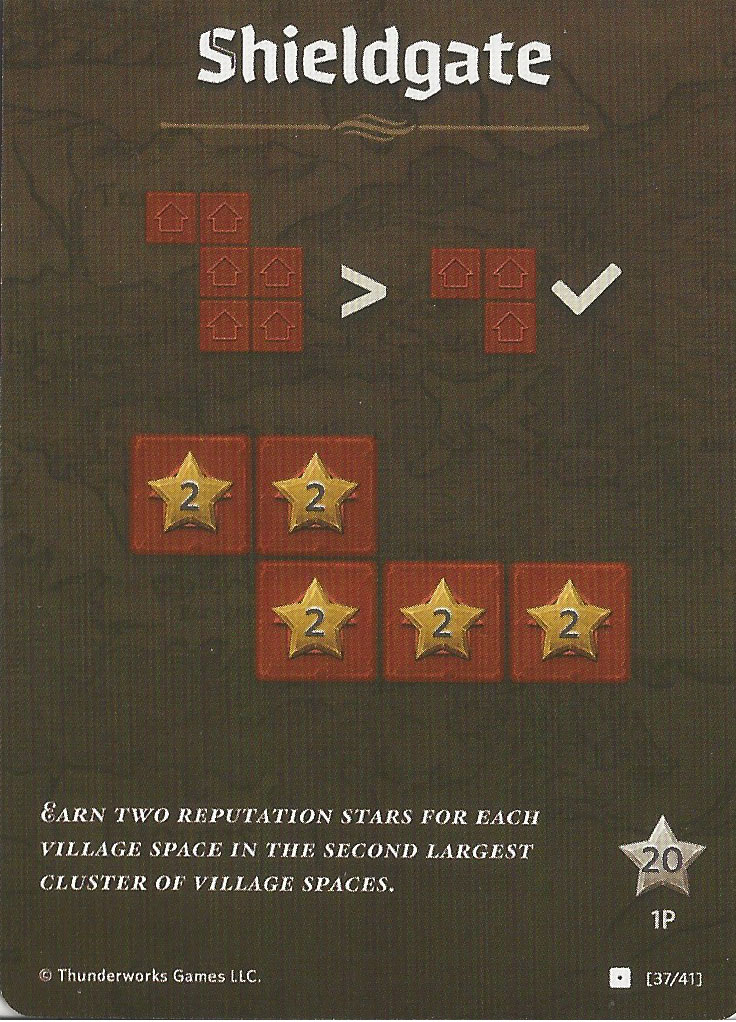 Shieldgate
>
2 2
2 2 2
Earn two reputation stars for each
village space in the second largest
cluster of village spaces.
20
1P
© Thunderworks Games LLC.
[37/41]